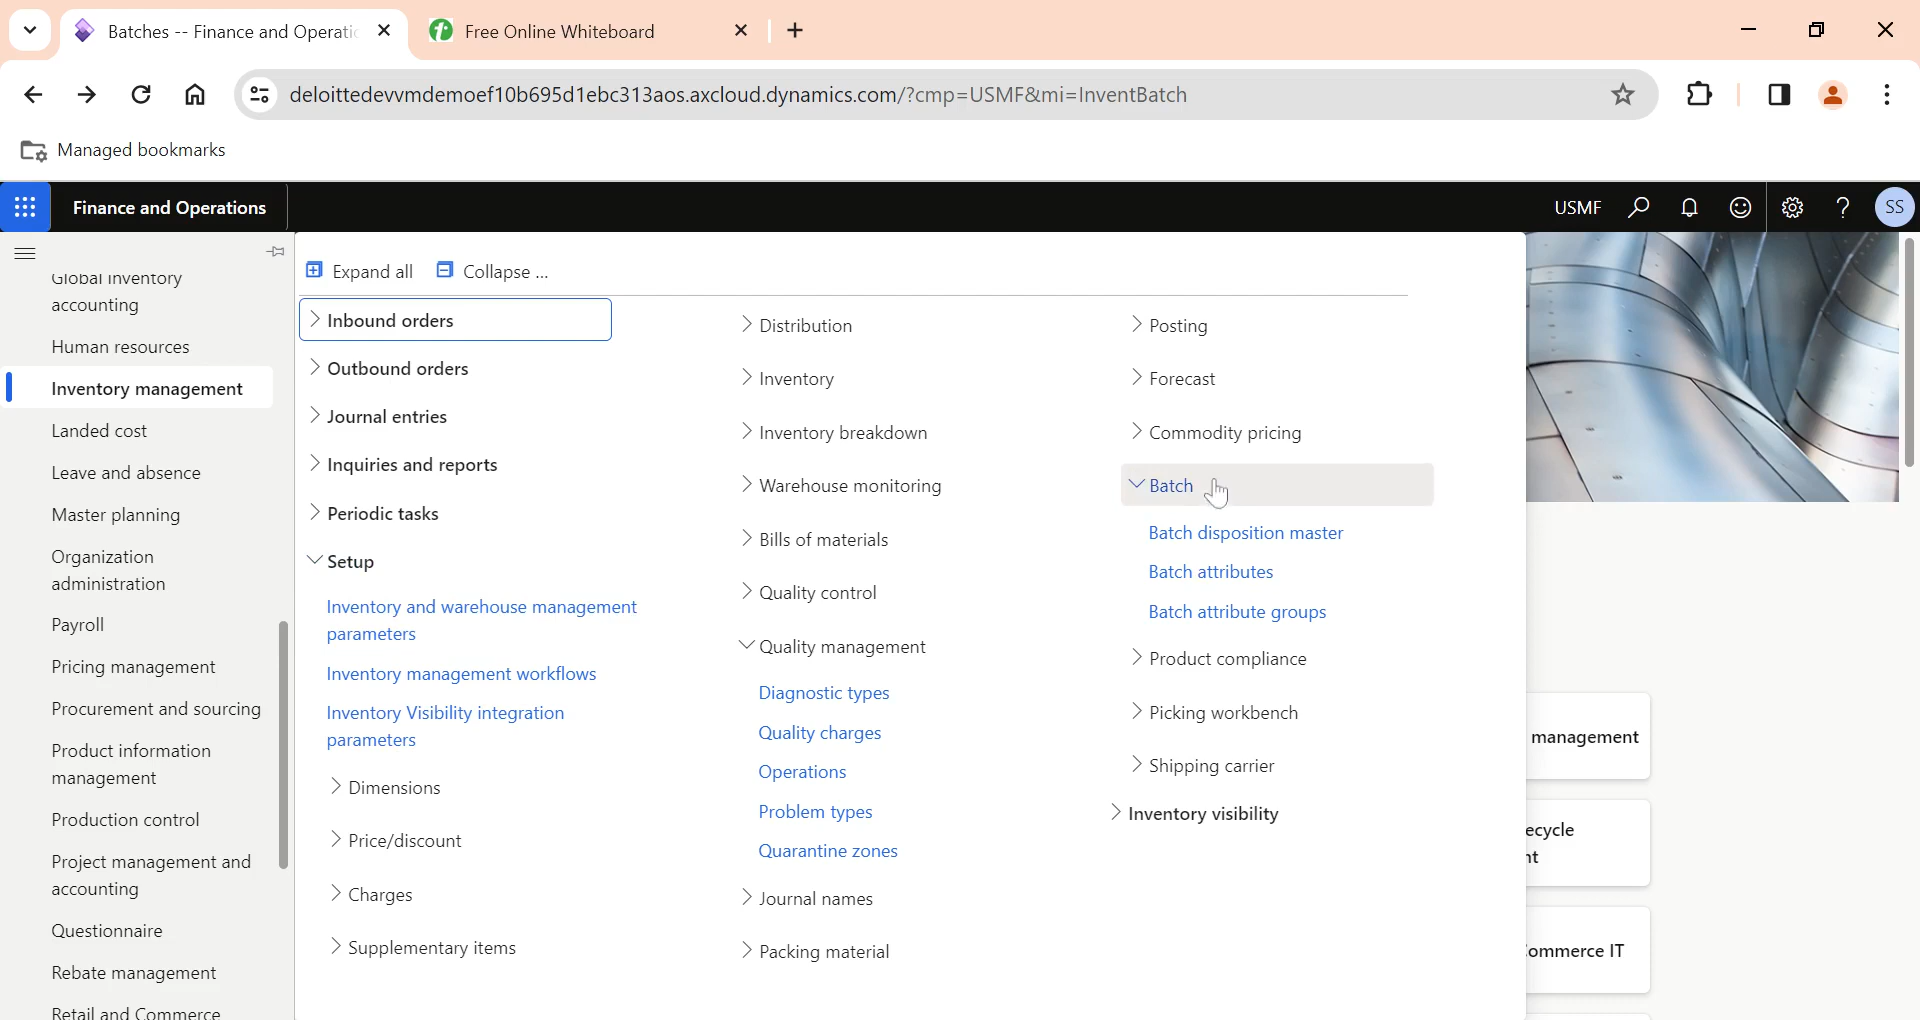 Batches -- Finance and Operatic
Free Online Whiteboard
deloittedevvmdemoef10b695d1ebc313aos.axcloud.dynamics.com/?cmp=USMF&mi=InventBatch
Managed bookmarks
Finance and Operations
USMF
SS
Global inventory
accounting
Human resources
Inventory management
Landed cost
Leave and absence
Master planning
Organization
administration
Payroll
Pricing management
Procurement and sourcing
Product information
management
Production control
Project management and
accounting
Questionnaire
Rebate management
Retail and Commerce
Expand all
Collapse ...
Inbound orders
Outbound orders
Journal entries
Inquiries and reports
Periodic tasks
Setup
Inventory and warehouse management
parameters
Inventory management workflows
Inventory Visibility integration
parameters
Dimensions
Price/discount
Charges
Supplementary items
Distribution
Inventory
Inventory breakdown
Warehouse monitoring
Bills of materials
Quality control
Quality management
Diagnostic types
Quality charges
Operations
Problem types
Quarantine zones
Journal names
Packing material
Posting
Forecast
Commodity pricing
Batch
Batch disposition master
Batch attributes
Batch attribute groups
Product compliance
Picking workbench
Shipping carrier
Inventory visibility
management
ecycle
nt
ommerce IT